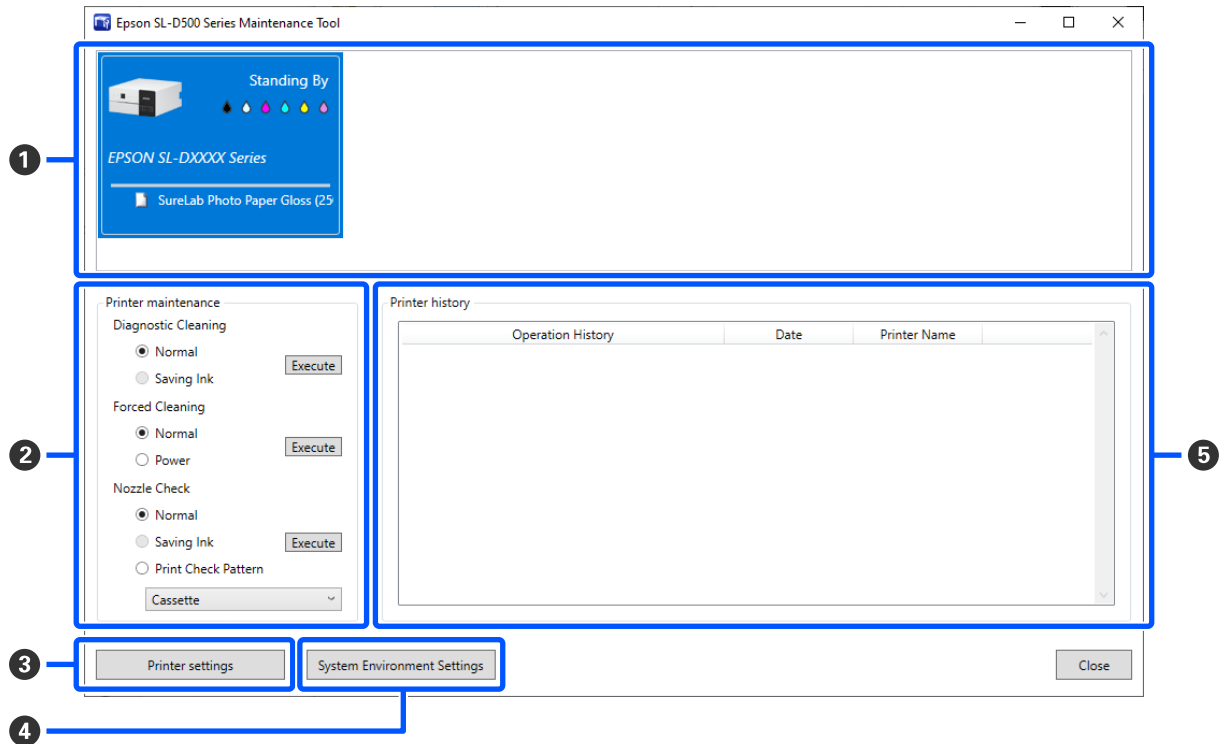 Epson SL-D500 Series Maintenance Tool
Standing By
1
EPSON SL-DXXXX Series
SureLab Photo Paper Gloss (25
Printer maintenance
Diagnostic Cleaning
Normal
Execute
Saving Ink
Forced Cleaning
Normal
Execute
Power
2
Nozzle Check
Normal
Saving Ink
Execute
Print Check Pattern
Cassette
Printer history
Operation History
Date
Printer Name
5
3
Printer settings
System Environment Settings
Close
4